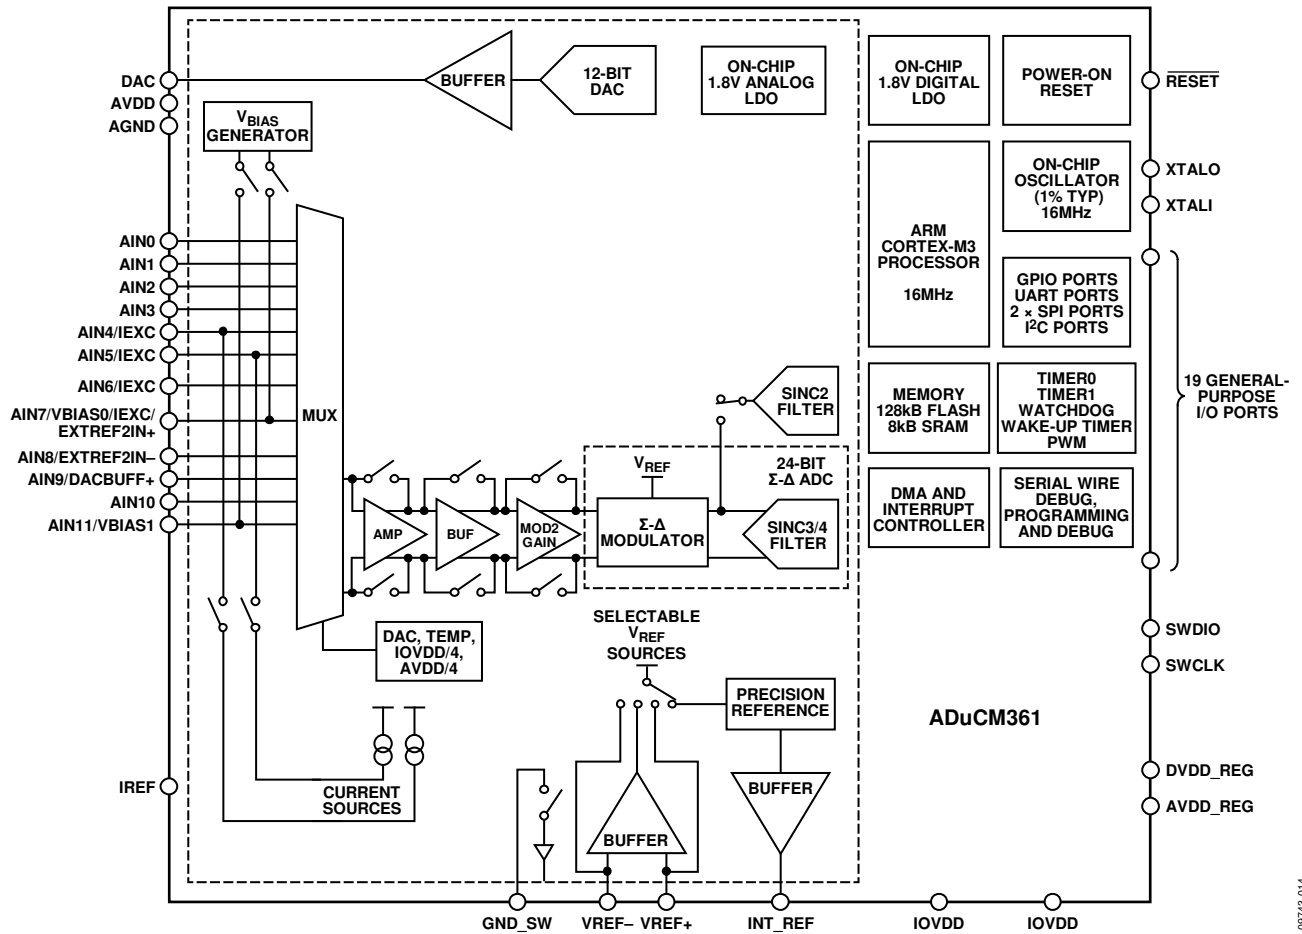 DAC
AVDD
AGND
AIN0
AIN1
AIN2
AIN3
AIN4/IEXC
AIN5/IEXC
AIN6/IEXC
AIN7/VBIAS0/IEXC/
EXTREF2IN+
AIN8/EXTREF2IN–
AIN9/DACBUFF+
AIN10
AIN11/VBIAS1
IREF
VBIAS
GENERATOR
BUFFER
12-BIT
DAC
ON-CHIP
1.8V ANALOG
LDO
ON-CHIP
1.8V DIGITAL
LDO
POWER-ON
RESET
ARM
CORTEX-M3
PROCESSOR
16MHz
ON-CHIP
OSCILLATOR
(1% TYP)
16MHz
GPIO PORTS
UART PORTS
2 × SPI PORTS
I2C PORTS
MEMORY
128kB FLASH
8kB SRAM
TIMER0
TIMER1
WATCHDOG
WAKE-UP TIMER
PWM
DMA AND
INTERRUPT
CONTROLLER
SERIAL WIRE
DEBUG,
PROGRAMMING
AND DEBUG
MUX
AMP
BUF
MOD2
GAIN
VREF
24-BIT
Σ-Δ ADC
Σ-Δ
MODULATOR
SINC2
FILTER
SINC3/4
FILTER
DAC, TEMP,
IOVDD/4,
AVDD/4
SELECTABLE
VREF
SOURCES
PRECISION
REFERENCE
BUFFER
BUFFER
CURRENT
SOURCES
ADuCM361
RESET
XTALO
XTALI
19 GENERAL-
PURPOSE
I/O PORTS
SWDIO
SWCLK
DVDD_REG
AVDD_REG
GND_SW
VREF–
VREF+
INT_REF
IOVDD
IOVDD
09743-014